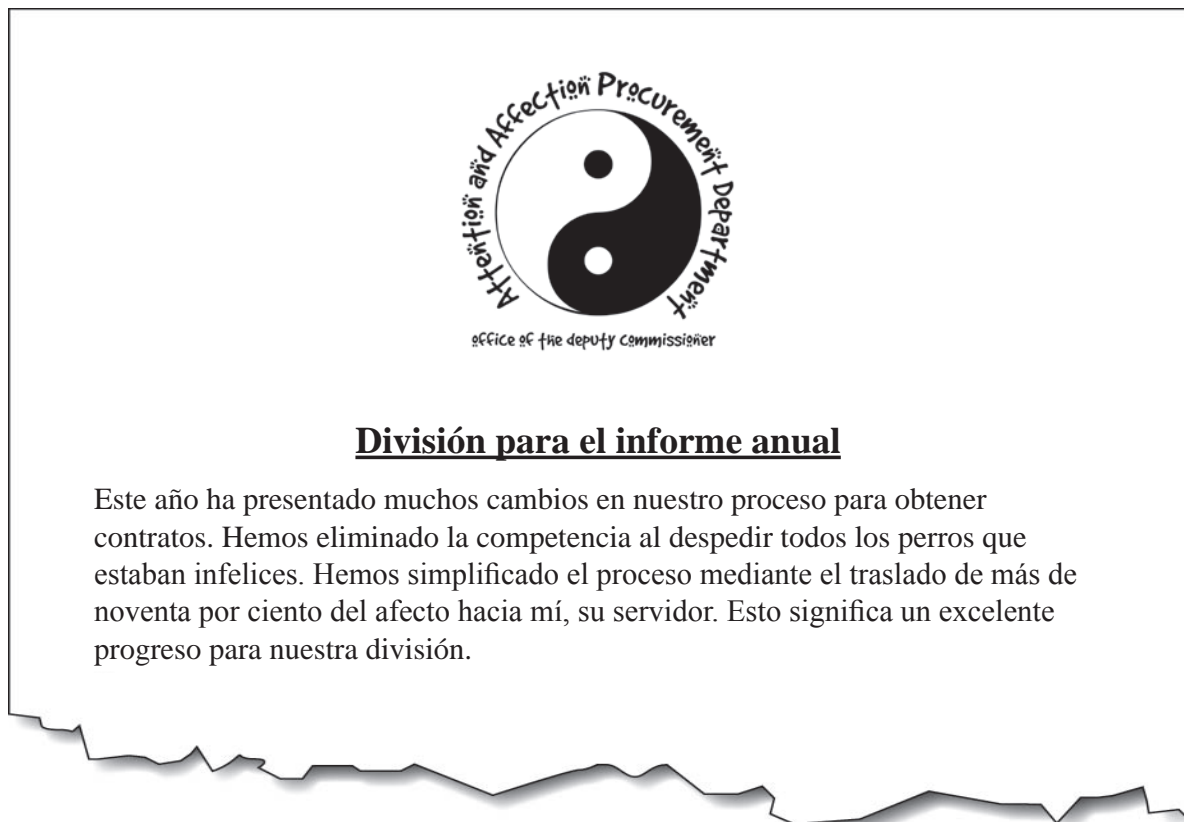 Attention and Affection Procurement Department
office of the deputy commissioner
División para el informe anual
Este año ha presentado muchos cambios en nuestro proceso para obtener
contratos. Hemos eliminado la competencia al despedir todos los perros que
estaban infelices. Hemos simplificado el proceso mediante el traslado de más de
noventa por ciento del afecto hacia mí, su servidor. Esto significa un excelente
progreso para nuestra división.